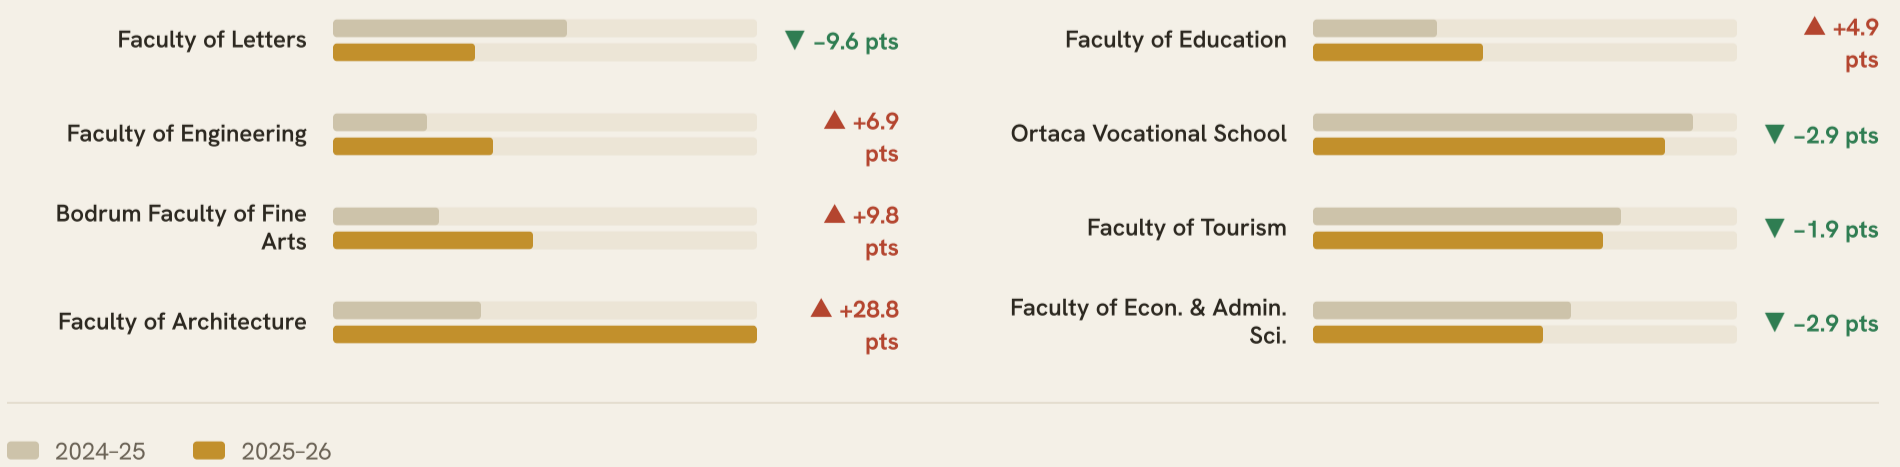 Faculty of Letters
▼ –9.6 pts
Faculty of Engineering
▲ +6.9
pts
Bodrum Faculty of Fine
Arts
▲ +9.8
pts
Faculty of Architecture
▲ +28.8
pts
Faculty of Education
▲ +4.9
pts
Ortaca Vocational School
▼ –2.9 pts
Faculty of Tourism
▼ –1.9 pts
Faculty of Econ. & Admin.
Sci.
▼ –2.9 pts
2024–25
2025–26